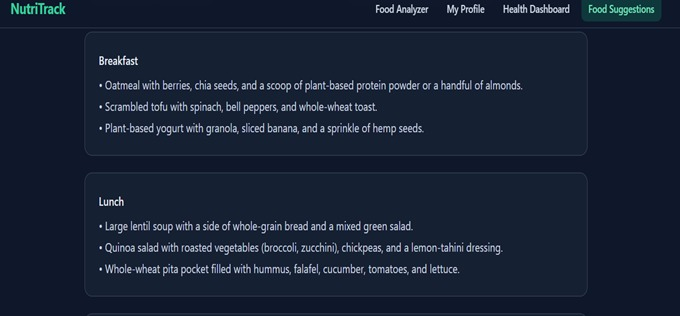 NutriTrack
Food Analyzer My Profile Health Dashboard Food Suggestions
Breakfast
• Oatmeal with berries, chia seeds, and a scoop of plant-based protein powder or a handful of almonds.
• Scrambled tofu with spinach, bell peppers, and whole-wheat toast.
• Plant-based yogurt with granola, sliced banana, and a sprinkle of hemp seeds.
Lunch
• Large lentil soup with a side of whole-grain bread and a mixed green salad.
• Quinoa salad with roasted vegetables (broccoli, zucchini), chickpeas, and a lemon-tahini dressing.
• Whole-wheat pita pocket filled with hummus, falafel, cucumber, tomatoes, and lettuce.